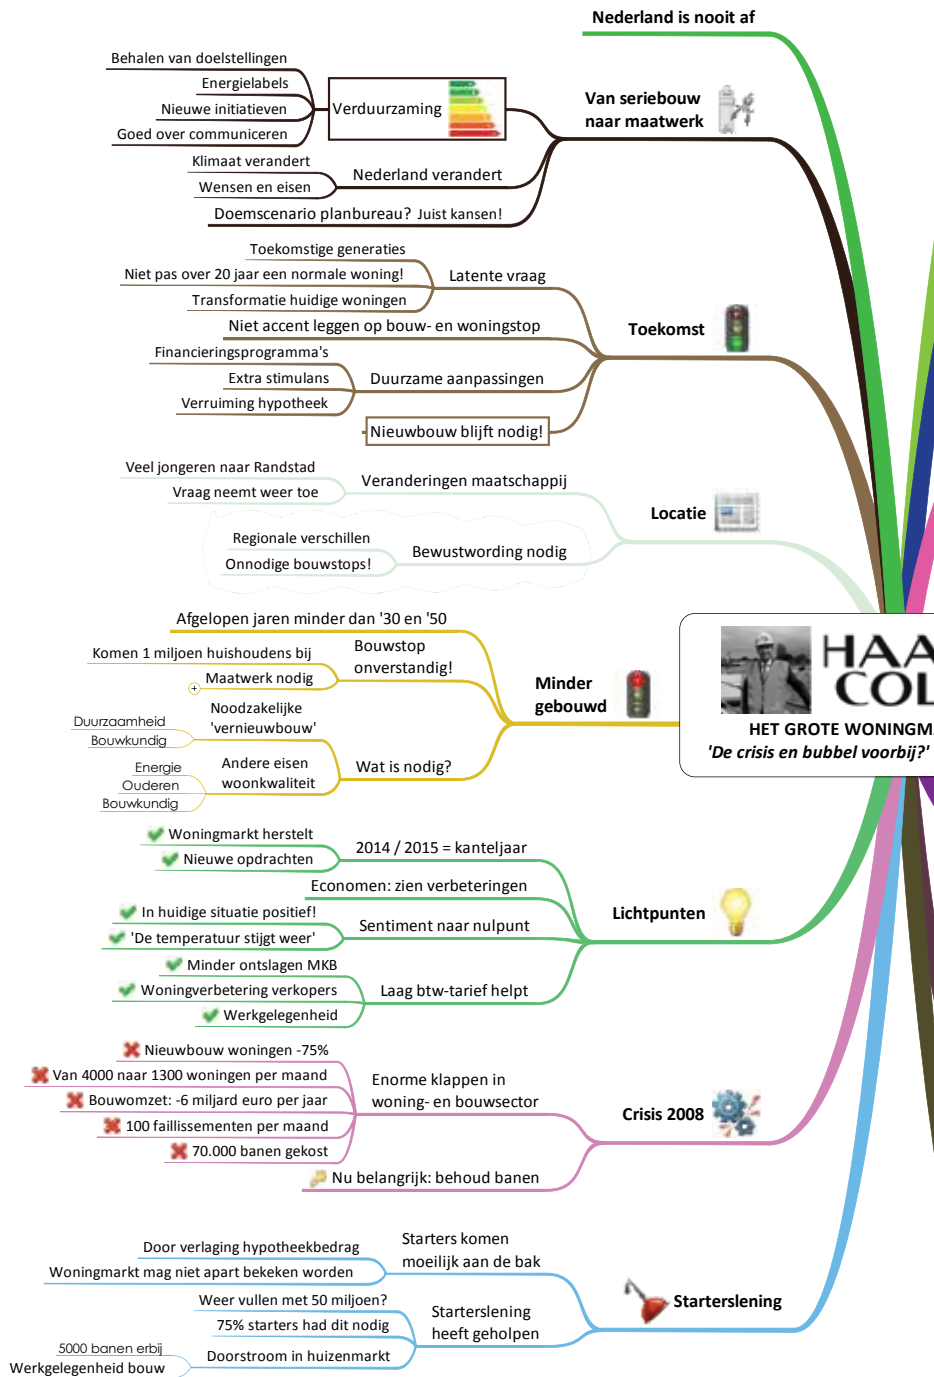 Nederland is nooit af
Van seriebouw
naar maatwerk
Verduurzaming
Behalen van doelstellingen
Energielabels
Nieuwe initiatieven
Goed over communiceren
Nederland verandert
Klimaat verandert
Wensen en eisen
Doemscenario planbureau? Juist kansen!
Toekomst
Latente vraag
Toekomstige generaties
Niet pas over 20 jaar een normale woning!
Transformatie huidige woningen
Niet accent leggen op bouw- en woningstop
Duurzame aanpassingen
Financieringsprogramma's
Extra stimulans
Verruiming hypotheek
Nieuwbouw blijft nodig!
Locatie
Veranderingen maatschappij
Veel jongeren naar Randstad
Vraag neemt weer toe
Bewustwording nodig
Regionale verschillen
Onnodige bouwstops!
Minder
gebouwd
Afgelopen jaren minder dan '30 en '50
Bouwstop
onverstandig!
Komen 1 miljoen huishoudens bij
Maatwerk nodig
Wat is nodig?
Noodzakelijke
'vernieuwbouw'
Duurzaamheid
Bouwkundig
Andere eisen
woonkwaliteit
Energie
Ouderen
Bouwkundig
HAA
COL
HET GROTE WONINGMA
'De crisis en bubbel voorbij?'
Lichtpunten
2014 / 2015 = kanteljaar
Woningmarkt herstelt
Nieuwe opdrachten
Economen: zien verbeteringen
Sentiment naar nulpunt
In huidige situatie positief!
'De temperatuur stijgt weer'
Laag btw-tarief helpt
Minder ontslagen MKB
Woningverbetering verkopers
Werkgelegenheid
Crisis 2008
Enorme klappen in
woning- en bouwsector
Nieuwbouw woningen -75%
Van 4000 naar 1300 woningen per maand
Bouwomzet: -6 miljard euro per jaar
100 faillissementen per maand
70.000 banen gekost
Nu belangrijk: behoud banen
Starterslening
Starters komen
moeilijk aan de bak
Door verlaging hypotheekbedrag
Woningmarkt mag niet apart bekeken worden
Starterslening
heeft geholpen
Weer vullen met 50 miljoen?
75% starters had dit nodig
Doorstroom in huizenmarkt
5000 banen erbij
Werkgelegenheid bouw